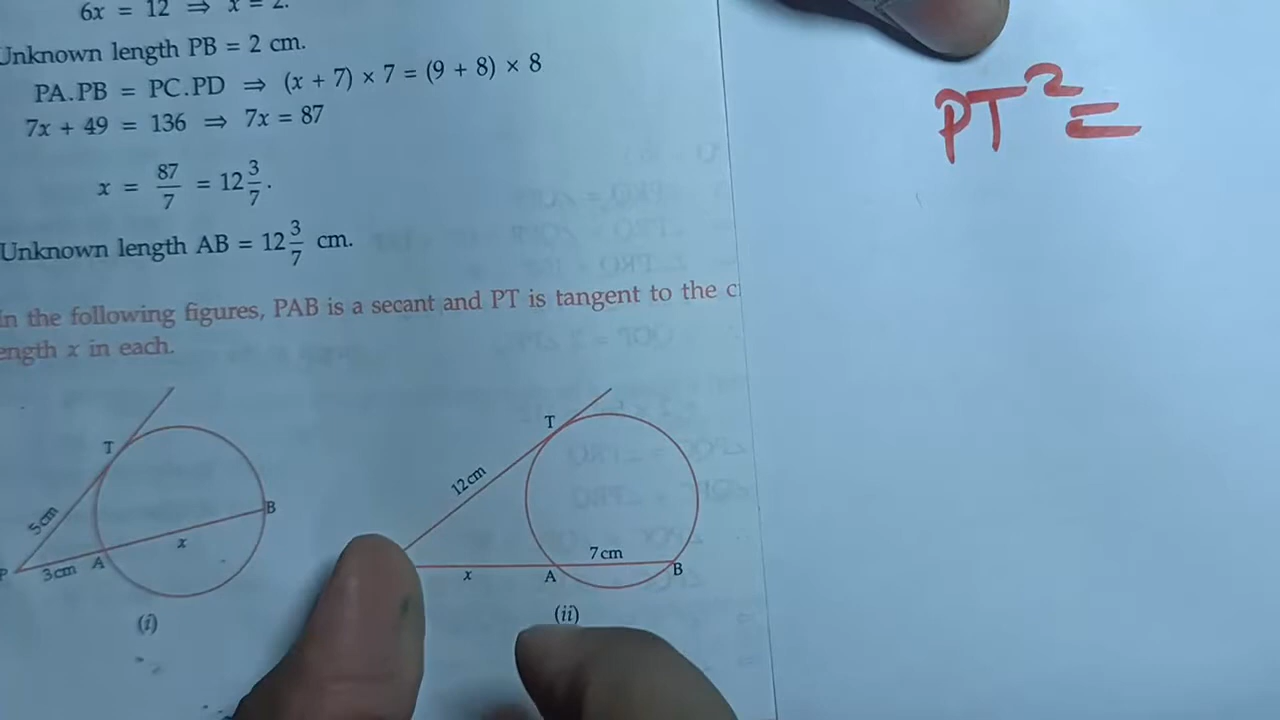 6x = 12 ⇒ x = 2.
Unknown length PB = 2 cm.
PA.PB = PC.PD ⇒ (x + 7) × 7 = (9 + 8) × 8
7x + 49 = 136 ⇒ 7x = 87
x = 87/7 = 12 3/7.
Unknown length AB = 12 3/7 cm.
In the following figures, PAB is a secant and PT is tangent to the
length x in each.
T
5cm
P
3cm
A
x
B
(i)
T
12cm
x
A
7cm
B
(ii)
PT² =